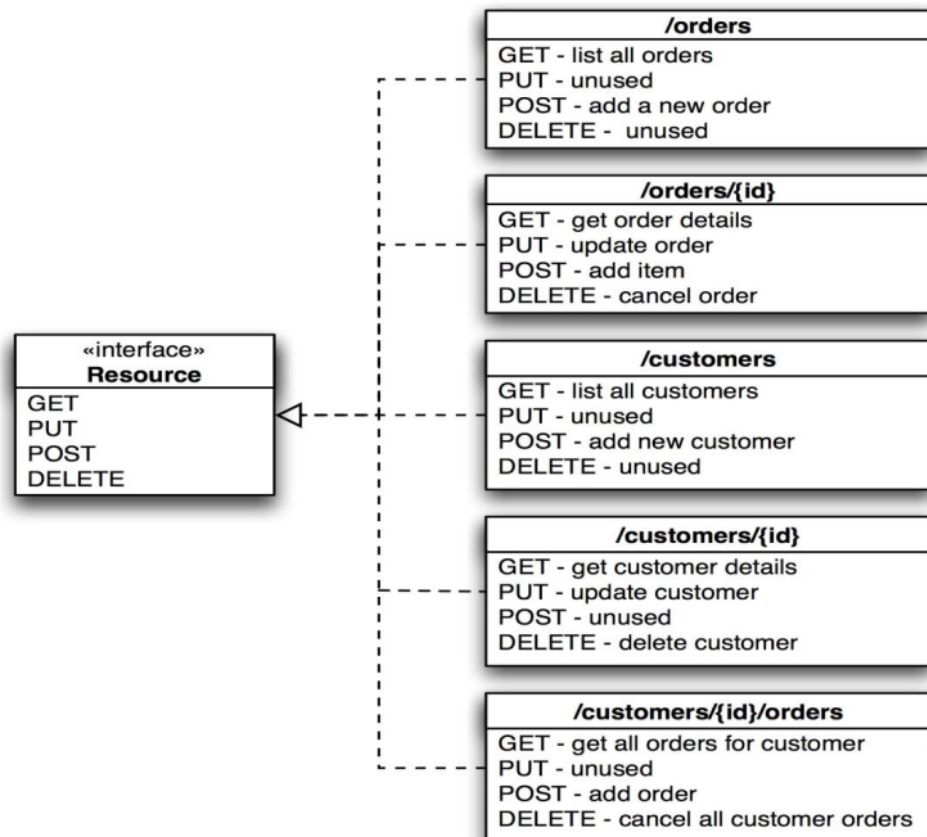 /orders
GET - list all orders
PUT - unused
POST - add a new order
DELETE - unused
/orders/{id}
GET - get order details
PUT - update order
POST - add item
DELETE - cancel order
«interface»
Resource
GET
PUT
POST
DELETE
/customers
GET - list all customers
PUT - unused
POST - add new customer
DELETE - unused
/customers/{id}
GET - get customer details
PUT - update customer
POST - unused
DELETE - delete customer
/customers/{id}/orders
GET - get all orders for customer
PUT - unused
POST - add order
DELETE - cancel all customer orders